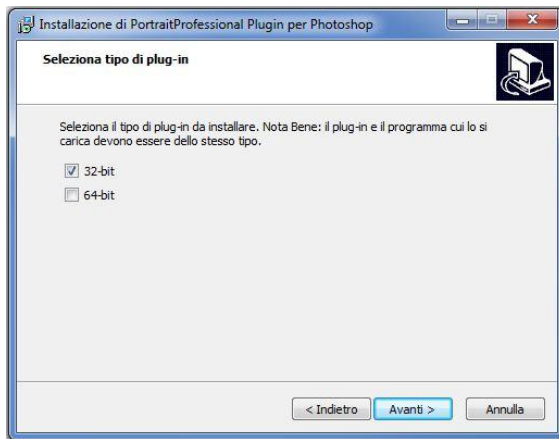 Installazione di PortraitProfessional Plugin per Photoshop
Seleziona tipo di plug-in
Seleziona il tipo di plug-in da installare. Nota Bene: il plug-in e il programma cui lo si
carica devono essere dello stesso tipo.
32-bit
64-bit
< Indietro
Avanti >
Annulla